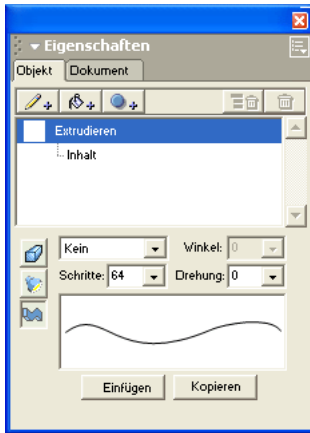 Eigenschaften
Objekt Dokument
Extrudieren
Inhalt
Kein Winkel: 0
Schritte: 64 Drehung: 0
Einfügen Kopieren